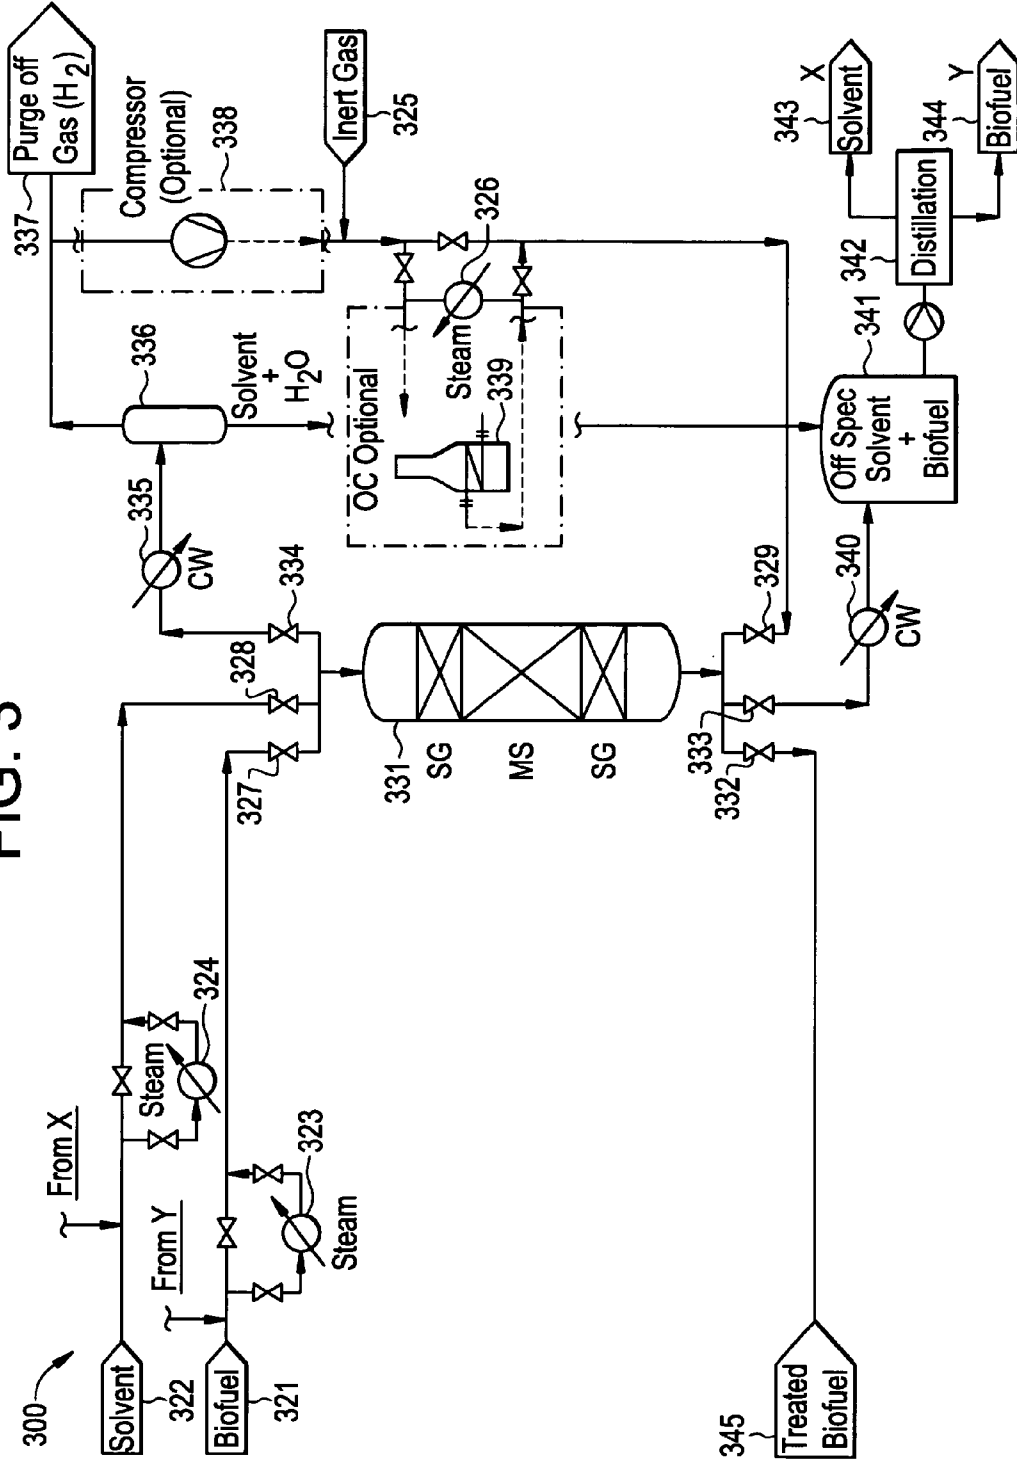 FIG. 3
300
Solvent
322
Biofuel
321
From X
From Y
Steam
324
Steam
323
327
328
334
335
CW
336
Solvent
+
H2O
337
Purge off
Gas (H2)
Compressor
(Optional)
338
Inert Gas
325
OC Optional
Steam
326
339
331
SG
MS
SG
332
333
329
340
CW
Off Spec
Solvent
+
Biofuel
341
342
Distillation
343
X
Solvent
344
Y
Biofuel
345
Treated
Biofuel